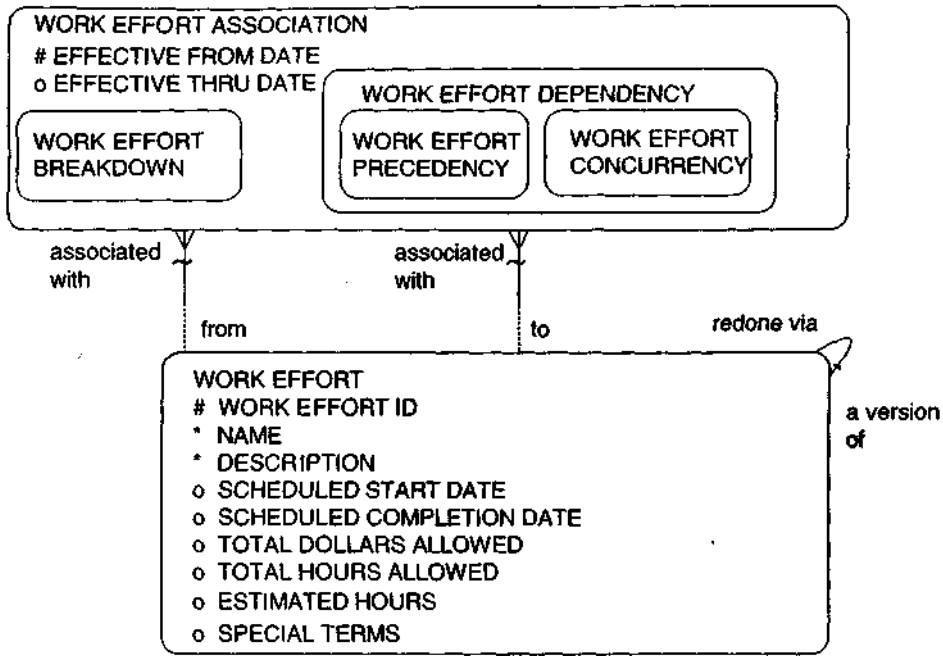 WORK EFFORT ASSOCIATION
# EFFECTIVE FROM DATE
o EFFECTIVE THRU DATE
WORK EFFORT DEPENDENCY
WORK EFFORT
BREAKDOWN
WORK EFFORT
PRECEDENCY
WORK EFFORT
CONCURRENCY
associated
with
associated
with
from
to
redone via
WORK EFFORT
# WORK EFFORT ID
* NAME
* DESCRIPTION
o SCHEDULED START DATE
o SCHEDULED COMPLETION DATE
o TOTAL DOLLARS ALLOWED
o TOTAL HOURS ALLOWED
o ESTIMATED HOURS
o SPECIAL TERMS
a version
of